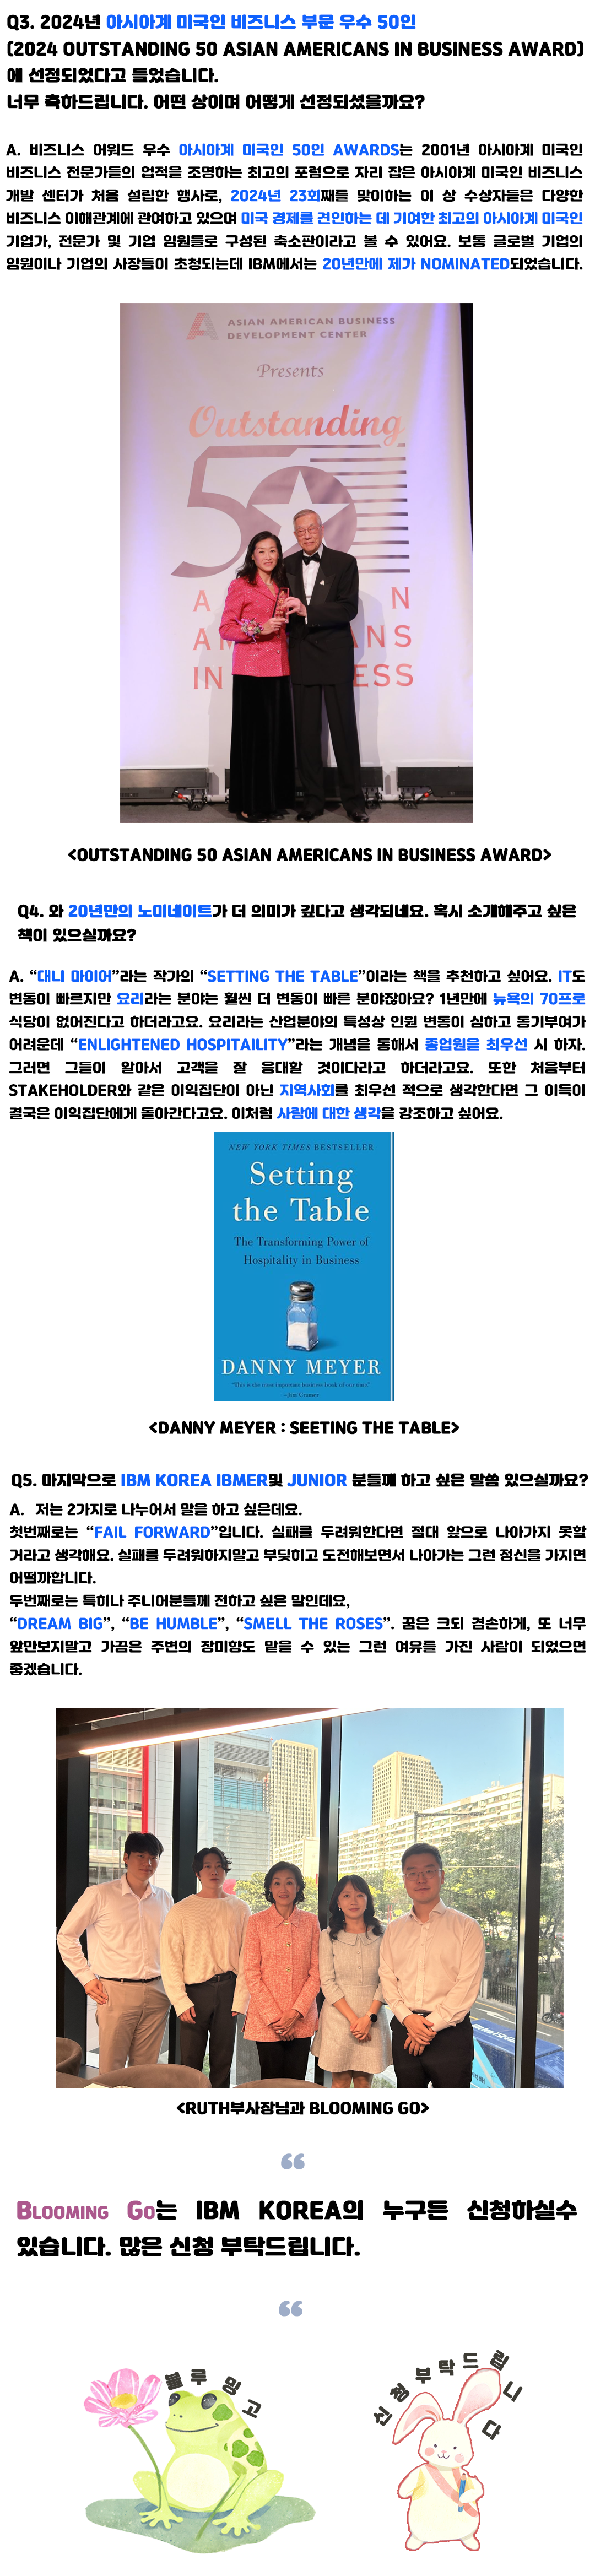 Q3. 2024년 아시아계 미국인 비즈니스 부문 우수 50인
(2024 OUTSTANDING 50 ASIAN AMERICANS IN BUSINESS AWARD)
에 선정되었다고 들었습니다.
너무 축하드립니다. 어떤 상이며 어떻게 선정되셨을까요?
A. 비즈니스 어워드 우수 아시아계 미국인 50인 AWARDS는 2001년 아시아계 미국인
비즈니스 전문가들의 업적을 조명하는 최고의 포럼으로 자리 잡은 아시아계 미국인 비즈니스
개발 센터가 처음 설립한 행사로, 2024년 23회째를 맞이하는 이 상 수상자들은 다양한
비즈니스 이해관계에 관여하고 있으며 미국 경제를 견인하는 데 기여한 최고의 아시아계 미국인
기업가, 전문가 및 기업 임원들로 구성된 축소판이라고 볼 수 있어요. 보통 글로벌 기업의
임원이나 기업의 사장들이 초청되는데 IBM에서는 20년만에 제가 NOMINATED되었습니다.
A ASIAN AMERICAN BUSINESS
DEVELOPMENT CENTER
Presents
Outstanding
50
A N
AM ANS
IN ESS
<OUTSTANDING 50 ASIAN AMERICANS IN BUSINESS AWARD>
Q4. 와 20년만의 노미네이트가 더 의미가 깊다고 생각되네요. 혹시 소개해주고 싶은
책이 있으실까요?
A. “대니 마이어”라는 작가의 “SETTING THE TABLE”이라는 책을 추천하고 싶어요. IT도
변동이 빠르지만 요리라는 분야는 훨씬 더 변동이 빠른 분야잖아요? 1년만에 뉴욕의 70프로
식당이 없어진다고 하더라고요. 요리라는 산업분야의 특성상 인원 변동이 심하고 동기부여가
어려운데 “ENLIGHTENED HOSPITAILITY”라는 개념을 통해서 종업원을 최우선 시 하자.
그러면 그들이 알아서 고객을 잘 응대할 것이다라고 하더라고요. 또한 처음부터
STAKEHOLDER와 같은 이익집단이 아닌 지역사회를 최우선 적으로 생각한다면 그 이득이
결국은 이익집단에게 돌아간다고요. 이처럼 사람에 대한 생각을 강조하고 싶어요.
NEW YORK TIMES BESTSELLER
Setting
the Table
The Transforming Power of
Hospitality in Business
DANNY MEYER
"This is the most important business book of our time."
—Jim Cramer
<DANNY MEYER : SEETING THE TABLE>
Q5. 마지막으로 IBM KOREA IBMER및 JUNIOR 분들께 하고 싶은 말씀 있으실까요?
A. 저는 2가지로 나누어서 말을 하고 싶은데요.
첫번째로는 “FAIL FORWARD”입니다. 실패를 두려워한다면 절대 앞으로 나아가지 못할
거라고 생각해요. 실패를 두려워하지말고 부딪히고 도전해보면서 나아가는 그런 정신을 가지면
어떨까합니다.
두번째로는 특히나 주니어분들께 전하고 싶은 말인데요,
“DREAM BIG”, “BE HUMBLE”, “SMELL THE ROSES”. 꿈은 크되 겸손하게, 또 너무
앞만보지말고 가끔은 주변의 장미향도 맡을 수 있는 그런 여유를 가진 사람이 되었으면
좋겠습니다.
<RUTH부사장님과 BLOOMING GO>
“
BLOOMING GO는 IBM KOREA의 누구든 신청하실수
있습니다. 많은 신청 부탁드립니다.
“
블루밍고
신청부탁드립니다